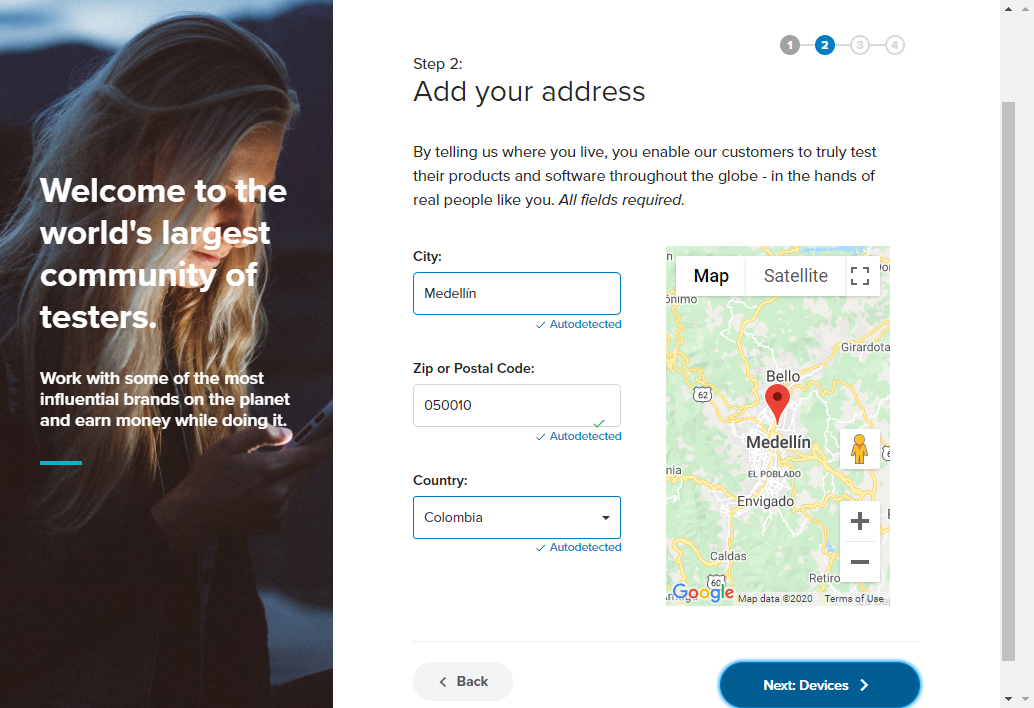 Welcome to the
world's largest
community of
testers.
Work with some of the most
influential brands on the planet
and earn money while doing it.
1 2 3 4
Step 2:
Add your address
By telling us where you live, you enable our customers to truly test
their products and software throughout the globe - in the hands of
real people like you. All fields required.
City:
Medellín
Autodetected
Zip or Postal Code:
050010
Autodetected
Country:
Colombia
Autodetected
Map Satellite
Girardota
Bello
62
Medellín
EL POBLADO
Envigado
Caldas
60
Retiro
Google Map data ©2020 Terms of Use
Back
Next: Devices